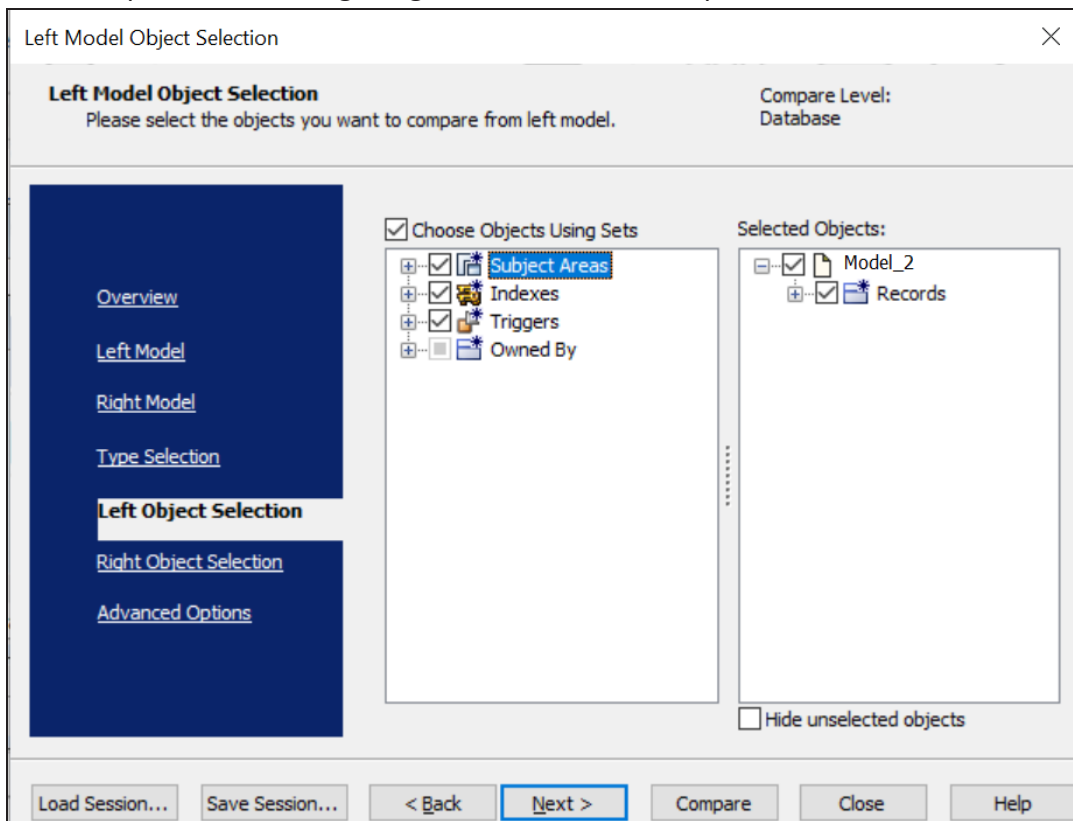 Left Model Object Selection
Left Model Object Selection
Please select the objects you want to compare from left model.
Compare Level:
Database
Overview
Left Model
Right Model
Type Selection
Left Object Selection
Right Object Selection
Advanced Options
Choose Objects Using Sets
Subject Areas
Indexes
Triggers
Owned By
Selected Objects:
Model_2
Records
Hide unselected objects
Load Session...
Save Session...
< Back
Next >
Compare
Close
Help